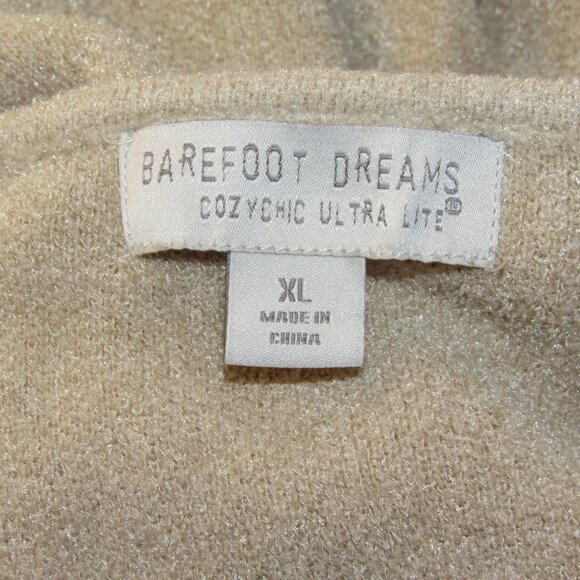 BAREFOOT DREAMS
COZYCHIC ULTRA LITE®
XL
MADE IN
CHINA